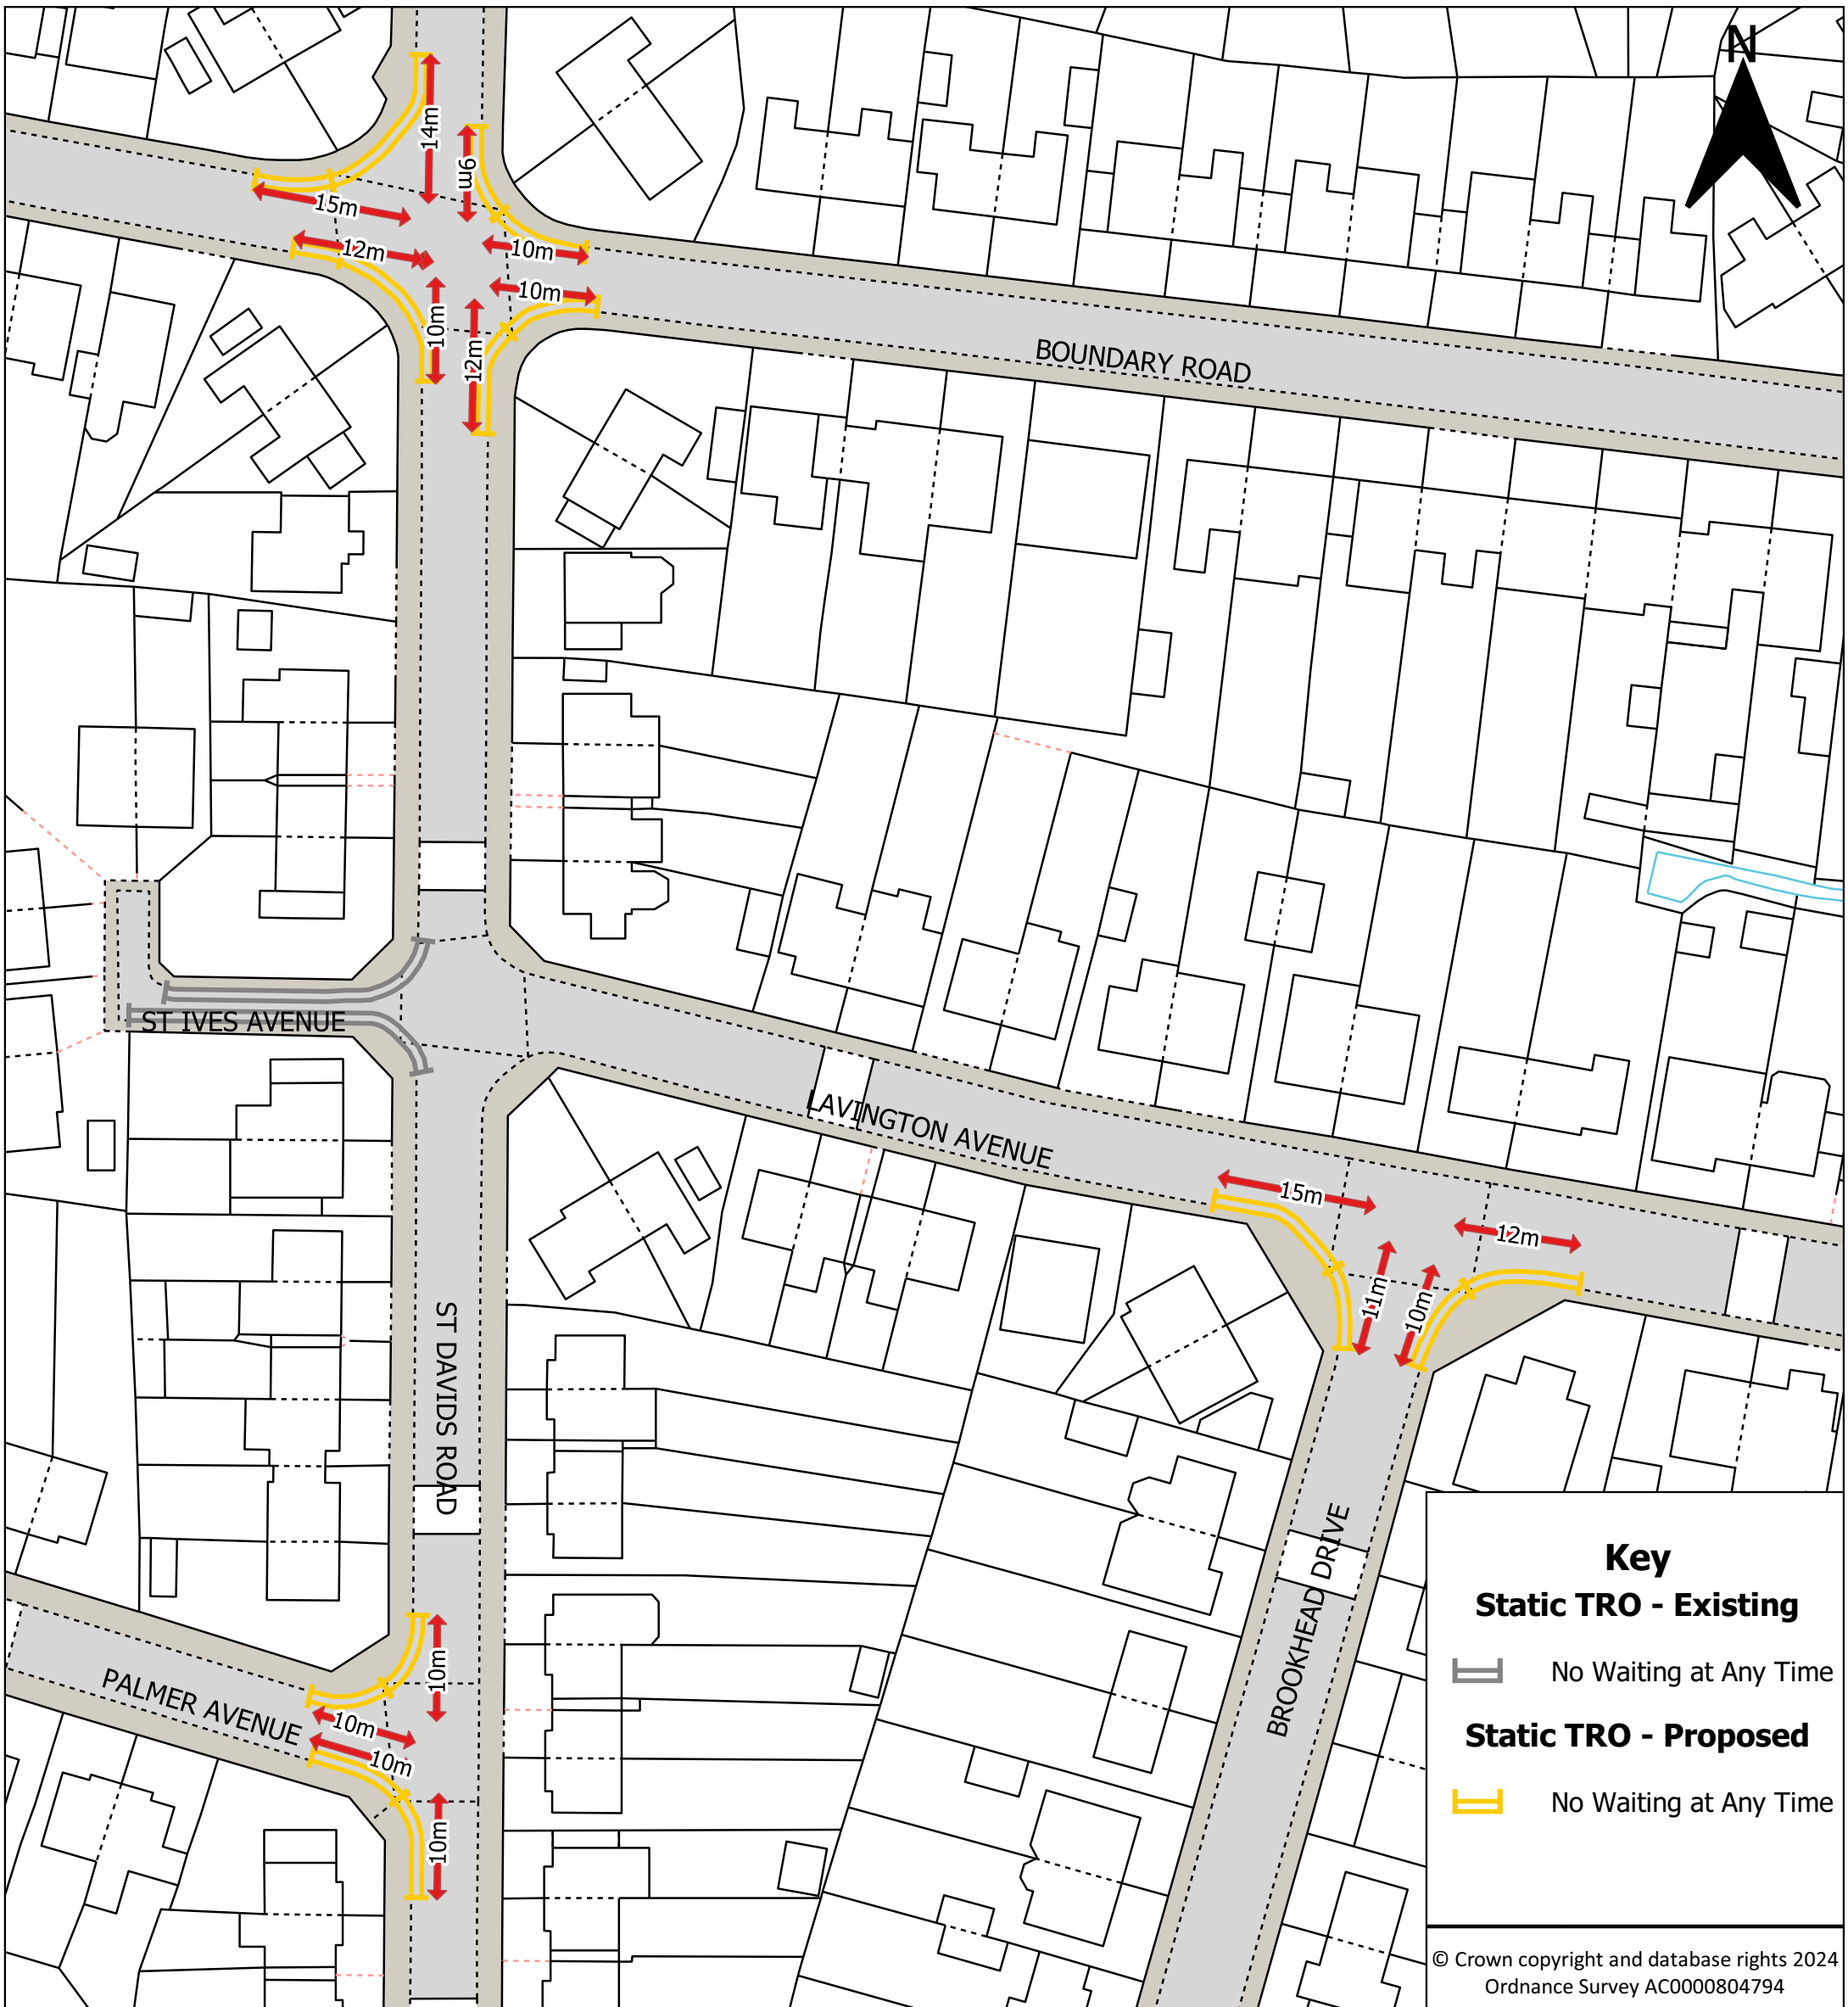 N
14m
9m
15m
12m
10m
10m
10m
12m
BOUNDARY ROAD
ST IVES AVENUE
LAVINGTON AVENUE
15m
12m
11m
10m
ST DAVIDS ROAD
BROOKHEAD DRIVE
10m
PALMER AVENUE
10m
10m
10m
Key
Static TRO - Existing
No Waiting at Any Time
Static TRO - Proposed
No Waiting at Any Time
© Crown copyright and database rights 2024
Ordnance Survey AC0000804794